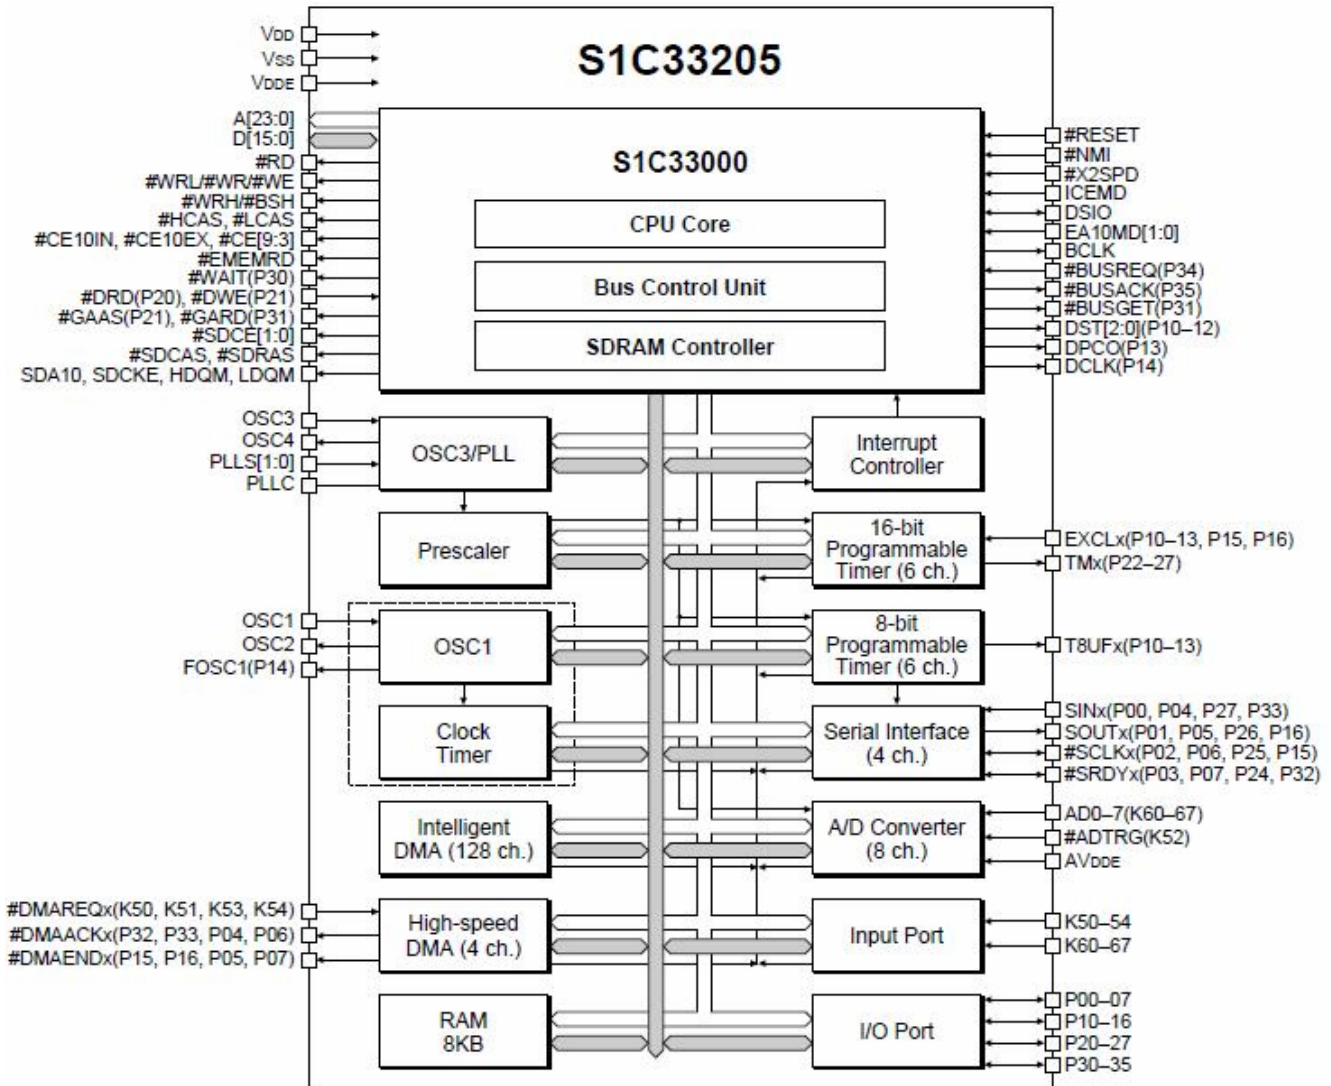 S1C33205
VDD
VSS
VDDE
A[23:0]
D[15:0]
#RD
#WRL/#WR/#WE
#WRH/#BSH
#HCAS, #LCAS
#CE10IN, #CE10EX, #CE[9:3]
#EMEMRD
#WAIT(P30)
#DRD(P20), #DWE(P21)
#GAAS(P21), #GARD(P31)
#SDCE[1:0]
#SDCAS, #SDRAS
SDA10, SDCKE, HDQM, LDQM
S1C33000
CPU Core
Bus Control Unit
SDRAM Controller
#RESET
#NMI
#X2SPD
ICEMD
DSIO
EA10MD[1:0]
BCLK
#BUSREQ(P34)
#BUSACK(P35)
#BUSGET(P31)
DST[2:0](P10–12)
DPCO(P13)
DCLK(P14)
OSC3
OSC4
PLLS[1:0]
PLLC
OSC3/PLL
Interrupt
Controller
Prescaler
16-bit
Programmable
Timer (6 ch.)
EXCLx(P10–13, P15, P16)
TMx(P22–27)
OSC1
OSC2
FOSC1(P14)
OSC1
8-bit
Programmable
Timer (6 ch.)
T8UFx(P10–13)
Clock
Timer
Serial Interface
(4 ch.)
SINx(P00, P04, P27, P33)
SOUTx(P01, P05, P26, P16)
#SCLKx(P02, P06, P25, P15)
#SRDYx(P03, P07, P24, P32)
Intelligent
DMA (128 ch.)
A/D Converter
(8 ch.)
AD0–7(K60–67)
#ADTRG(K52)
AVDDE
#DMAREQx(K50, K51, K53, K54)
#DMAACKx(P32, P33, P04, P06)
#DMAENDx(P15, P16, P05, P07)
High-speed
DMA (4 ch.)
Input Port
K50–54
K60–67
RAM
8KB
I/O Port
P00–07
P10–16
P20–27
P30–35